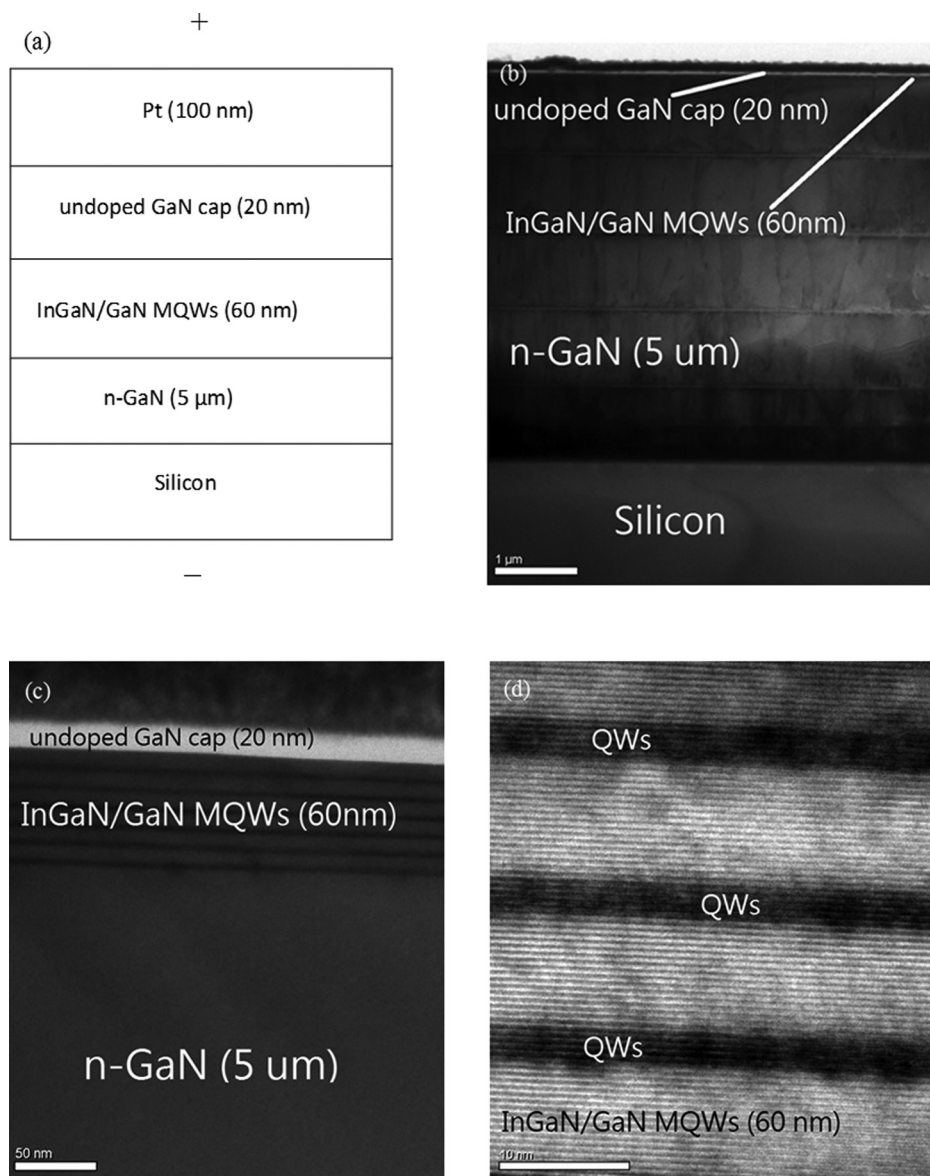 (a)
+
Pt (100 nm)
undoped GaN cap (20 nm)
InGaN/GaN MQWs (60 nm)
n-GaN (5 µm)
Silicon
—
(b)
undoped GaN cap (20 nm)
InGaN/GaN MQWs (60nm)
n-GaN (5 um)
Silicon
1 µm
(c)
undoped GaN cap (20 nm)
InGaN/GaN MQWs (60nm)
n-GaN (5 um)
50 nm
(d)
QWs
QWs
QWs
InGaN/GaN MQWs (60 nm)
10 nm